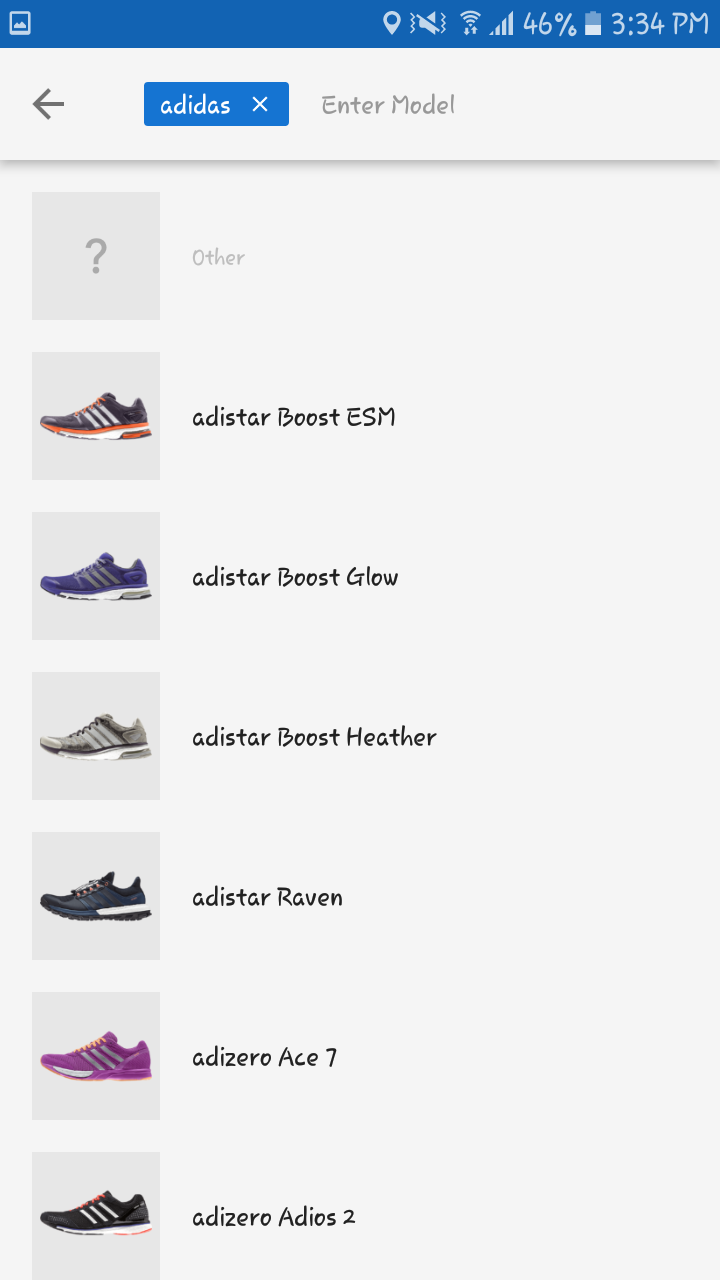 46% 3:34 PM
adidas × Enter Model
?
Other
adistar Boost ESM
adistar Boost Glow
adistar Boost Heather
adistar Raven
adizero Ace 7
adizero Adios 2